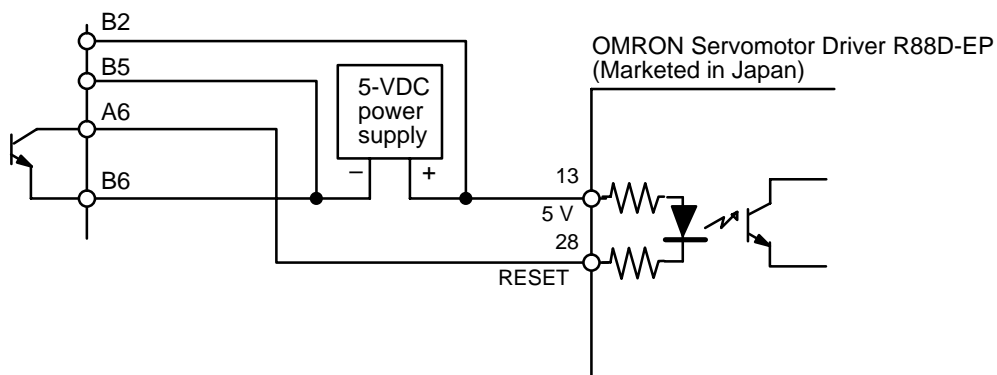 B2
B5
A6
B6
5-VDC
power
supply
–
+
OMRON Servomotor Driver R88D-EP
(Marketed in Japan)
13
5 V
28
RESET